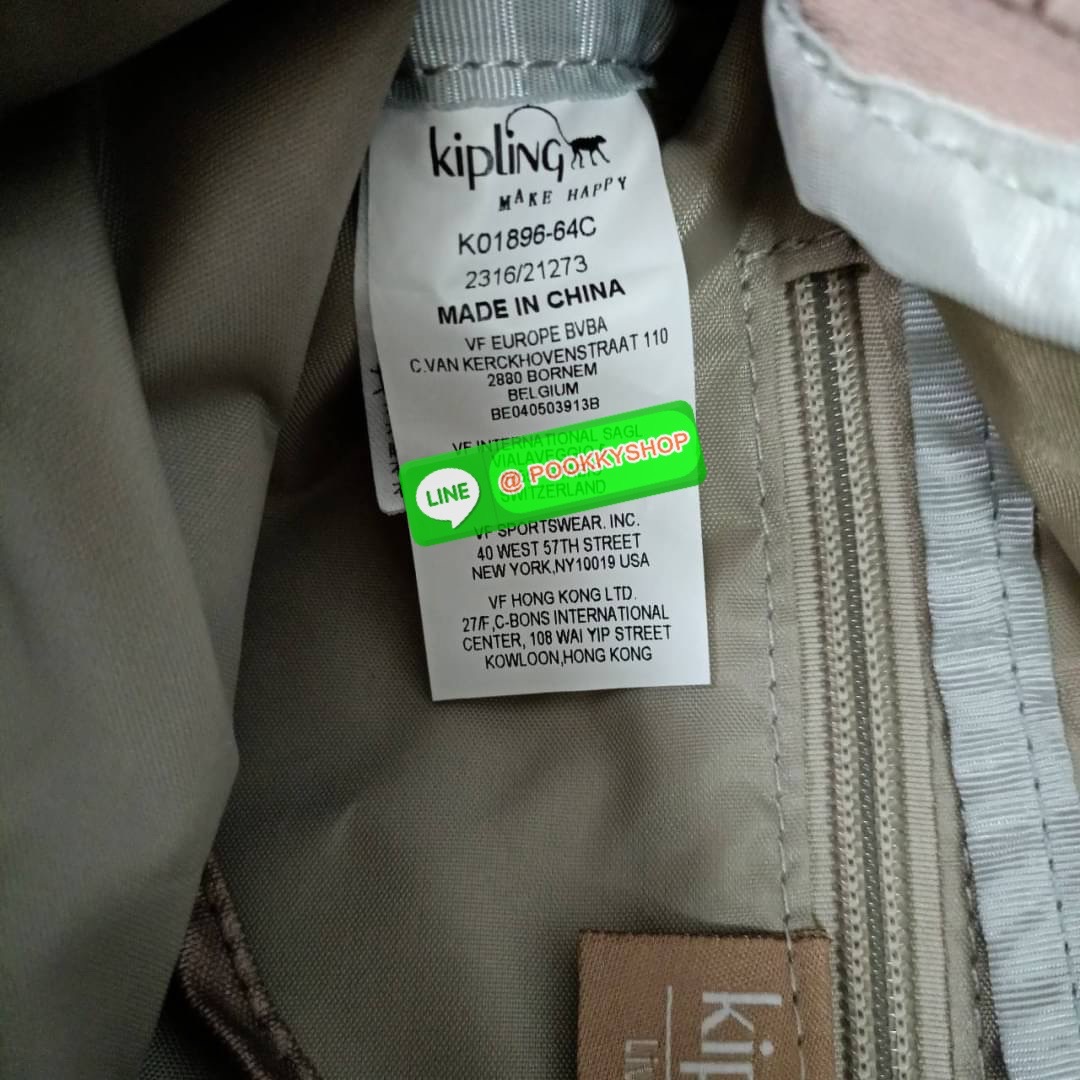 kipling
MAKE HAPPY
K01896-64C
2316/21273
MADE IN CHINA
VF EUROPE BVBA
C.VAN KERCKHOVENSTRAAT 110
2880 BORNEM
BELGIUM
BE040503913B
VF INTERNATIONAL SAGL
VIALAVEGGIO
SWITZERLAND
LINE
@ POOKKYSHOP
VF SPORTSWEAR. INC.
40 WEST 57TH STREET
NEW YORK,NY10019 USA
VF HONG KONG LTD.
27/F,C-BONS INTERNATIONAL
CENTER, 108 WAI YIP STREET
KOWLOON,HONG KONG
kip